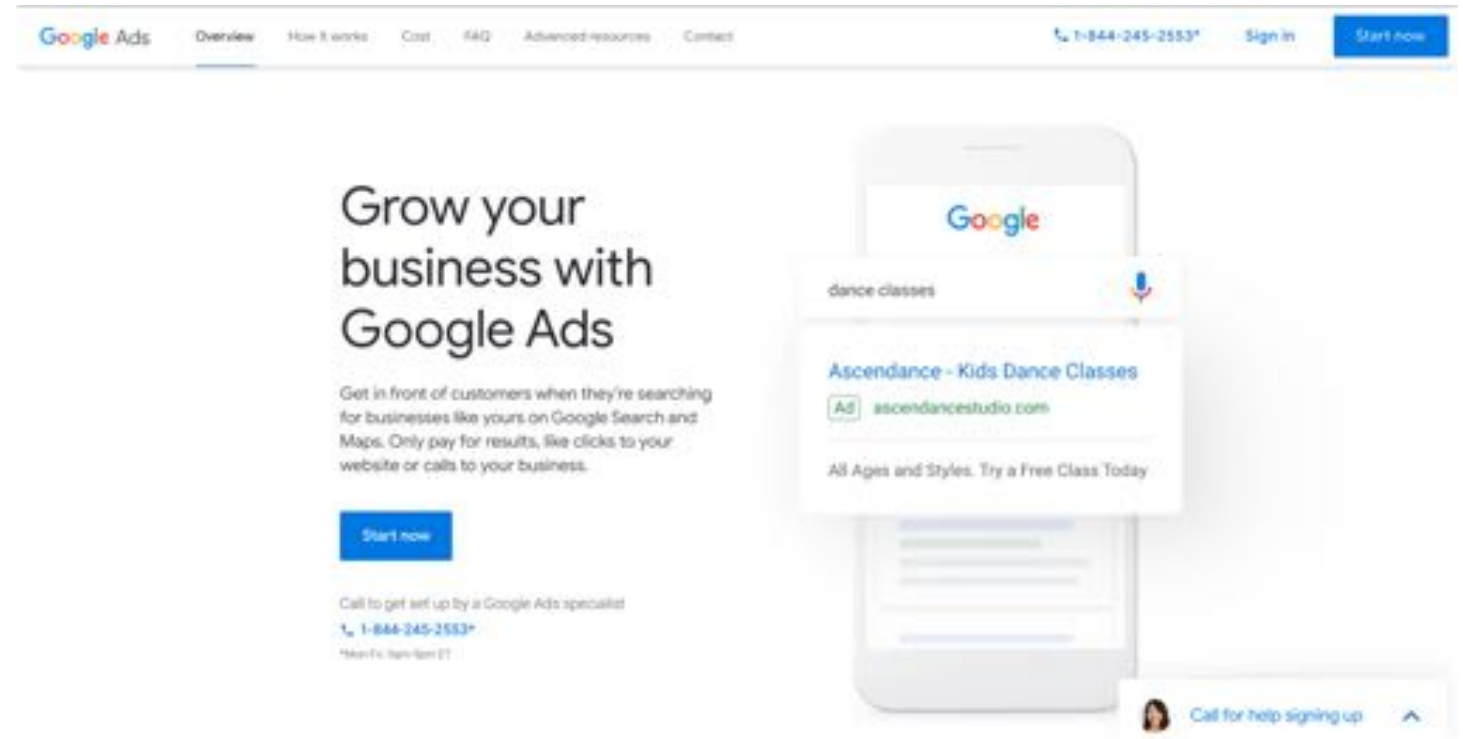 Google Ads Overview How it works Cost FAQ Advanced resources Contact 1-844-245-2553* Sign in Start now
Grow your
business with
Google Ads
Get in front of customers when they're searching
for businesses like yours on Google Search and
Maps. Only pay for results, like clicks to your
website or calls to your business.
Start now
Call to get set up by a Google Ads specialist
1-844-245-2553*
*Mon-Fri, 9am-9pm ET
Google
dance classes
Ascendance - Kids Dance Classes
Ad ascendancestudio.com
All Ages and Styles. Try a Free Class Today
Call for help signing up